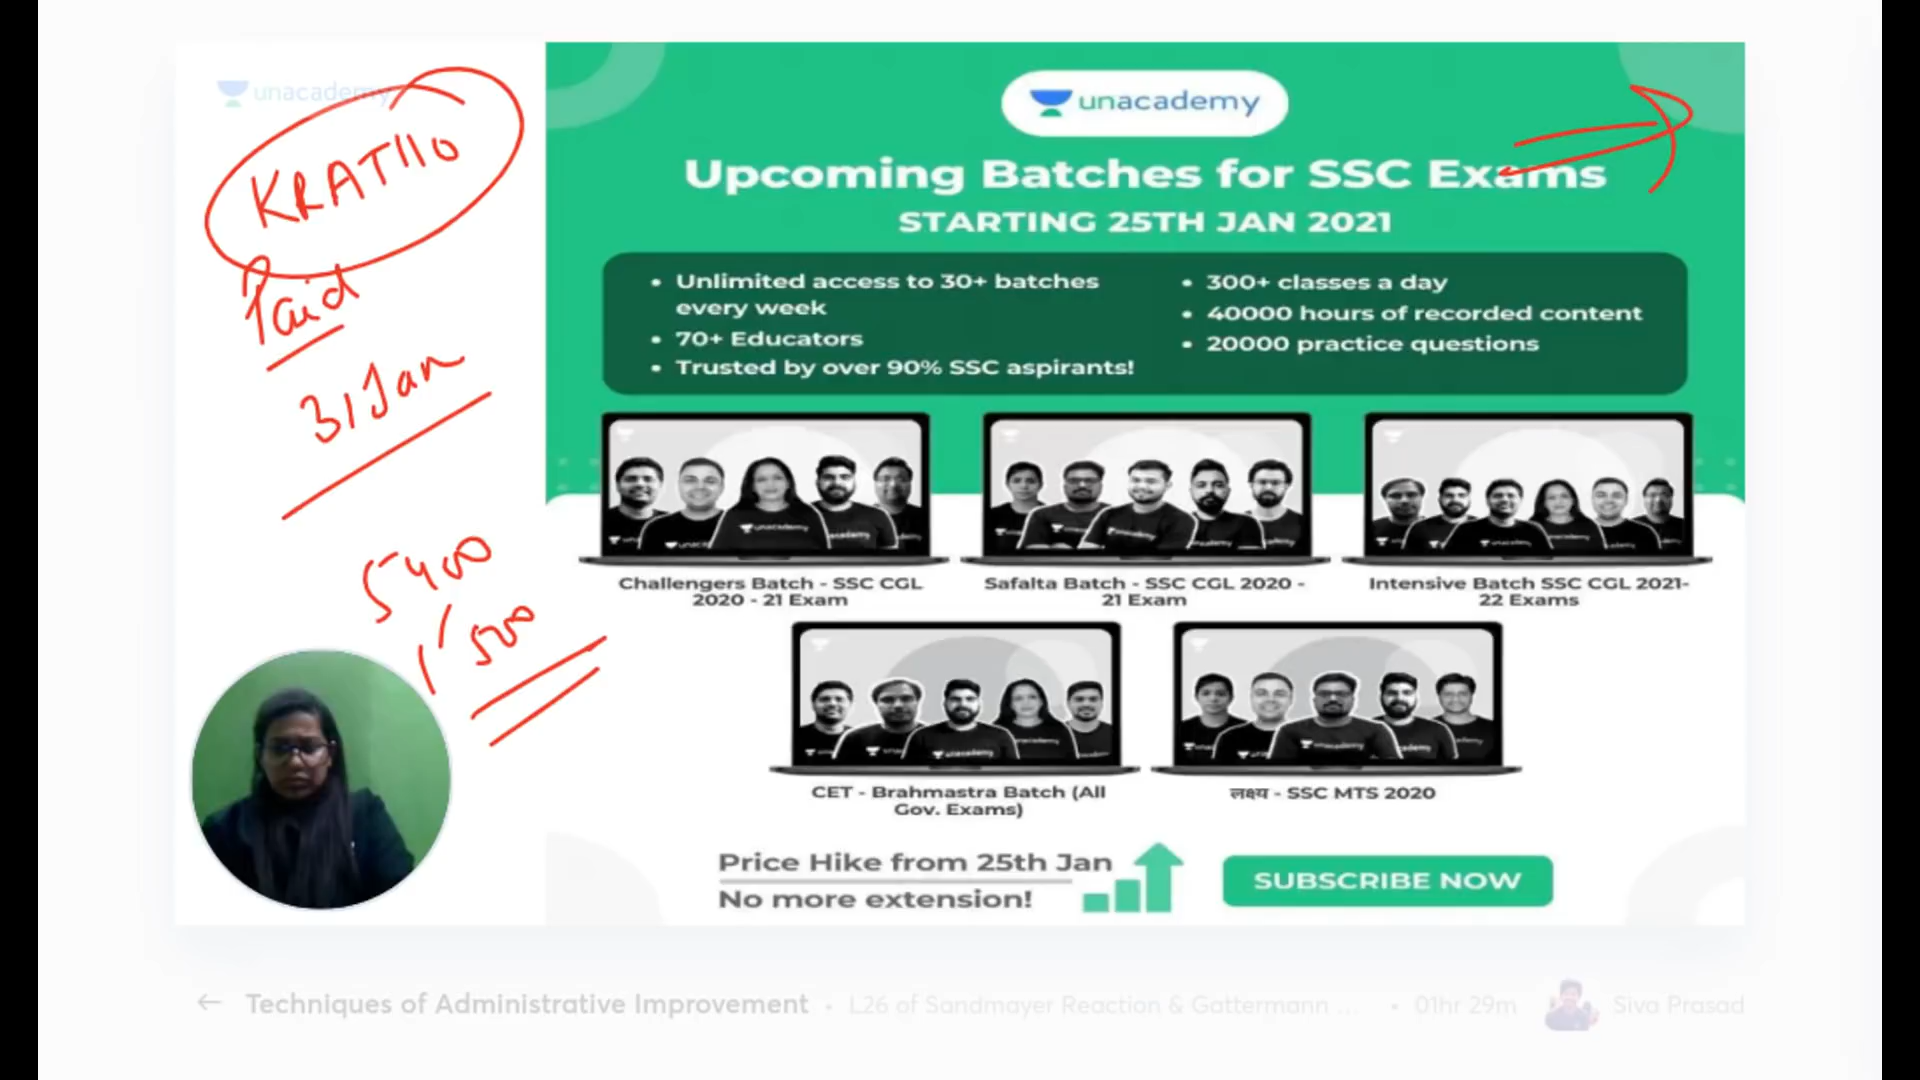 unacademy
KRAT110
Paid
31 Jan
5400
1500
unacademy
Upcoming Batches for SSC Exams
STARTING 25TH JAN 2021
• Unlimited access to 30+ batches
every week
• 70+ Educators
• Trusted by over 90% SSC aspirants!
• 300+ classes a day
• 40000 hours of recorded content
• 20000 practice questions
Challengers Batch - SSC CGL
2020 - 21 Exam
Safalta Batch - SSC CGL 2020 -
21 Exam
Intensive Batch SSC CGL 2021-
22 Exams
CET - Brahmastra Batch (All
Gov. Exams)
लक्ष्य - SSC MTS 2020
Price Hike from 25th Jan
No more extension!
SUBSCRIBE NOW
← Techniques of Administrative Improvement • L26 of Sandmayer Reaction & Gattermann ... • 01hr 29m Siva Prasad